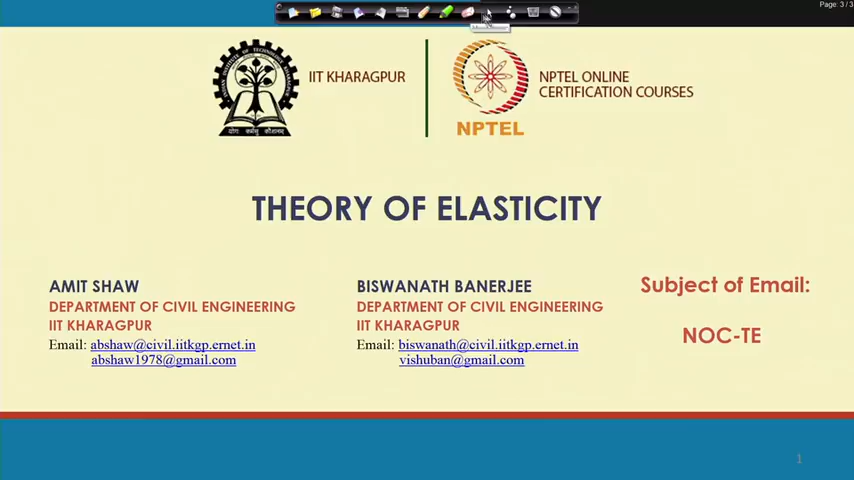 Page: 3 / 3
IIT KHARAGPUR
NPTEL ONLINE
CERTIFICATION COURSES
NPTEL
THEORY OF ELASTICITY
AMIT SHAW
DEPARTMENT OF CIVIL ENGINEERING
IIT KHARAGPUR
Email: abshaw@civil.iitkgp.ernet.in
abshaw1978@gmail.com
BISWANATH BANERJEE
DEPARTMENT OF CIVIL ENGINEERING
IIT KHARAGPUR
Email: biswanath@civil.iitkgp.ernet.in
vishuban@gmail.com
Subject of Email:
NOC-TE
1